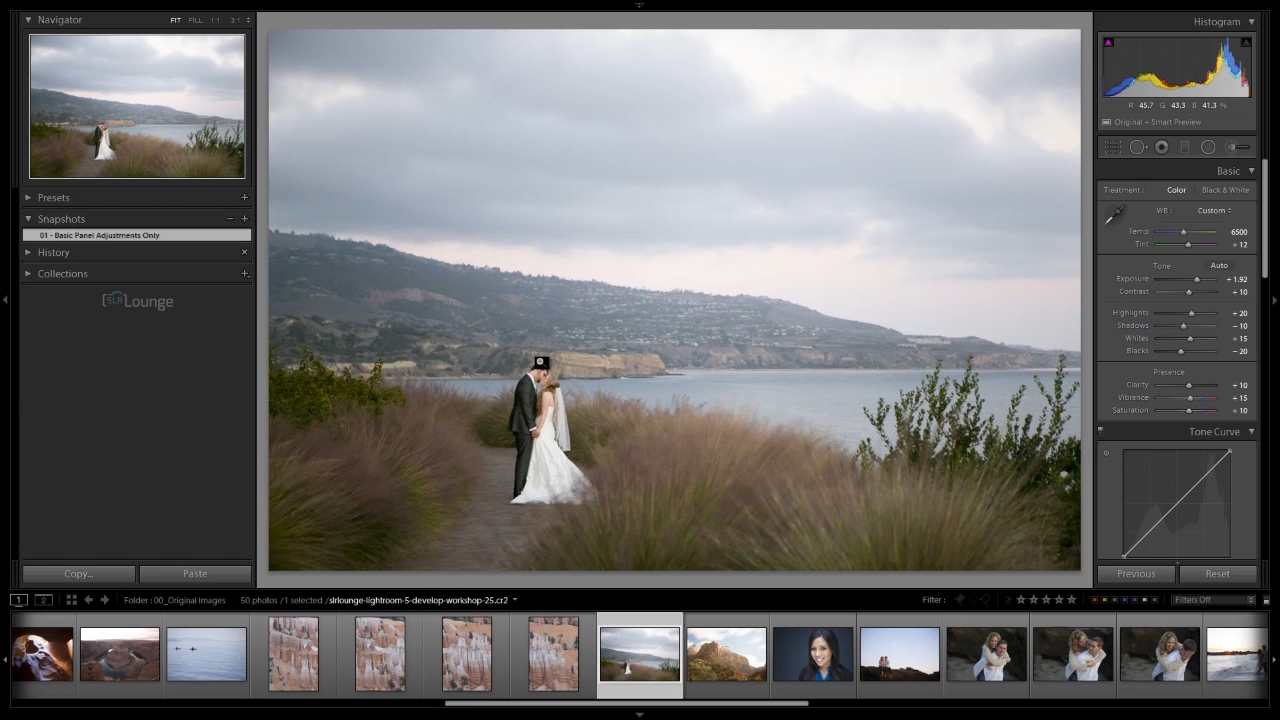 Navigator FIT FILL 1:1 3:1
Presets
Snapshots
01 - Basic Panel Adjustments Only
History
Collections
SLR Lounge
Copy... Paste
Histogram
R 45.7 G 43.3 B 41.3 %
Original + Smart Preview
Basic
Treatment : Color Black & White
WB : Custom
Temp 6500
Tint + 12
Tone Auto
Exposure + 1.92
Contrast + 10
Highlights + 20
Shadows − 10
Whites + 15
Blacks − 20
Presence
Clarity + 10
Vibrance + 15
Saturation + 10
Tone Curve
Previous Reset
1 2 Folder : 00_Original Images 50 photos / 1 selected / slrlounge-lightroom-5-develop-workshop-25.cr2 Filter : Filters Off